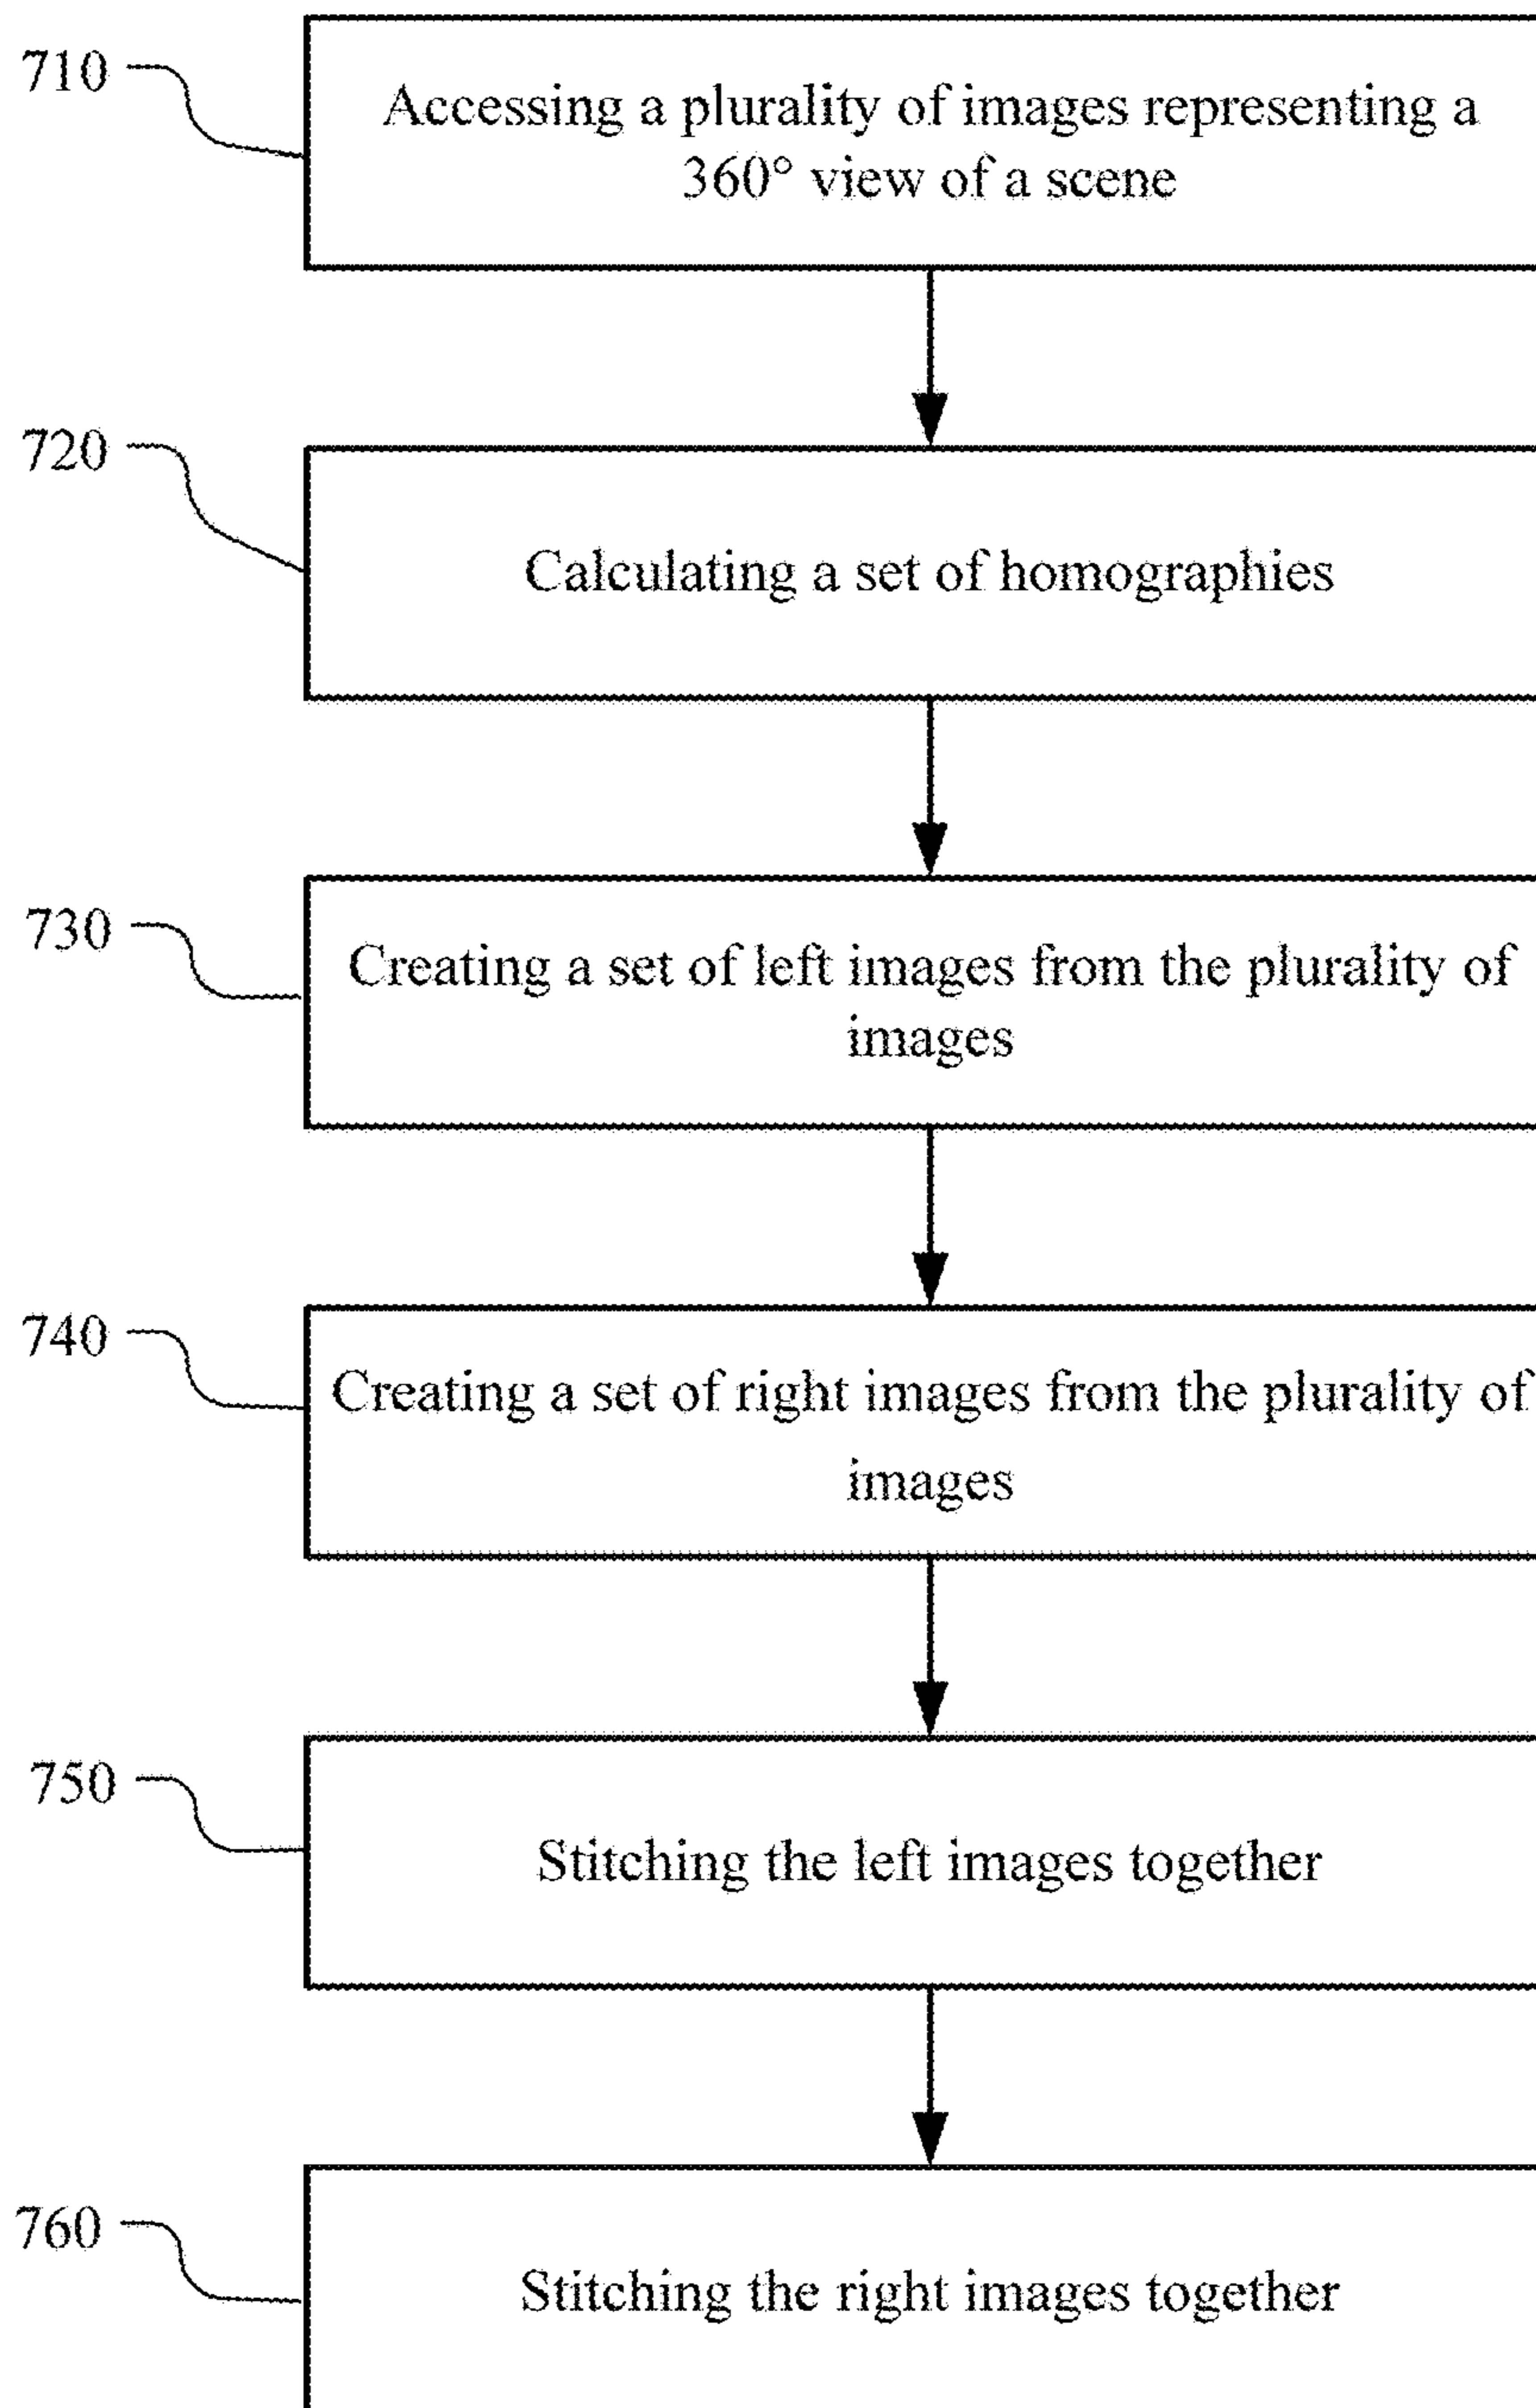 710
Accessing a plurality of images representing a
360° view of a scene
720
Calculating a set of homographies
730
Creating a set of left images from the plurality of
images
740
Creating a set of right images from the plurality of
images
750
Stitching the left images together
760
Stitching the right images together